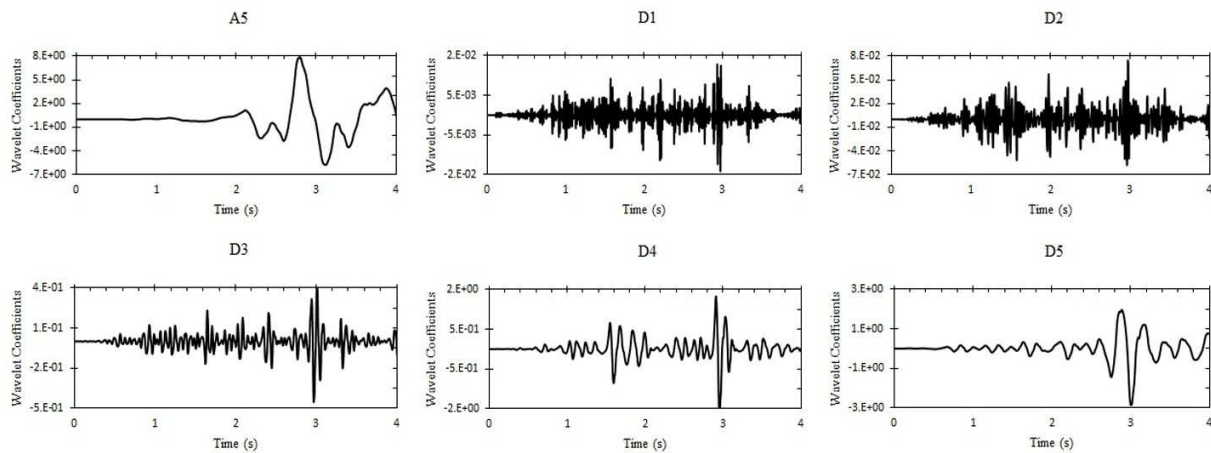 A5
D1
D2
Wavelet Coefficients
8.E+00
5.E+00
2.E+00
-1.E+00
-4.E+00
-7.E+00
0 1 2 3 4
Time (s)
Wavelet Coefficients
2.E-02
5.E-03
-5.E-03
-2.E-02
0 1 2 3 4
Time (s)
Wavelet Coefficients
8.E-02
5.E-02
2.E-02
-1.E-02
-4.E-02
-7.E-02
0 1 2 3 4
Time (s)
D3
D4
D5
Wavelet Coefficients
4.E-01
1.E-01
-2.E-01
-5.E-01
0 1 2 3 4
Time (s)
Wavelet Coefficients
2.E+00
5.E-01
-5.E-01
-2.E+00
0 1 2 3 4
Time (s)
Wavelet Coefficients
3.E+00
1.E+00
-1.E+00
-3.E+00
0 1 2 3 4
Time (s)